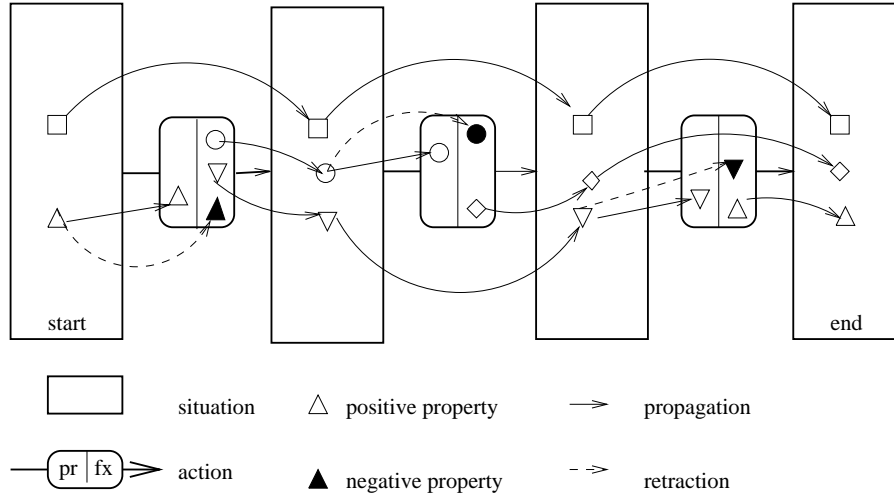 start
end
situation
positive property
propagation
pr fx
action
negative property
retraction